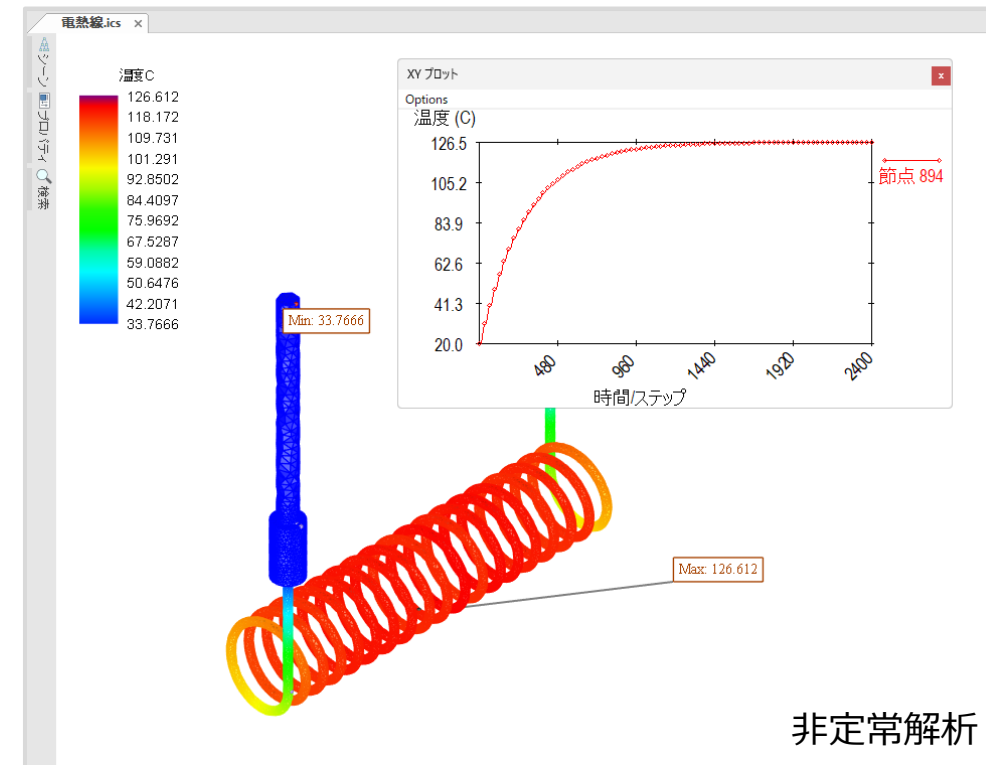 電熱線.ics ×
シーン
プロパティ
検索
温度C
126.612
118.172
109.731
101.291
92.8502
84.4097
75.9692
67.5287
59.0882
50.6476
42.2071
33.7666
XY プロット
x
Options
温度 (C)
126.5
105.2
83.9
62.6
41.3
20.0
480
960
1440
1920
2400
時間/ステップ
節点 894
Min: 33.7666
Max: 126.612
非定常解析